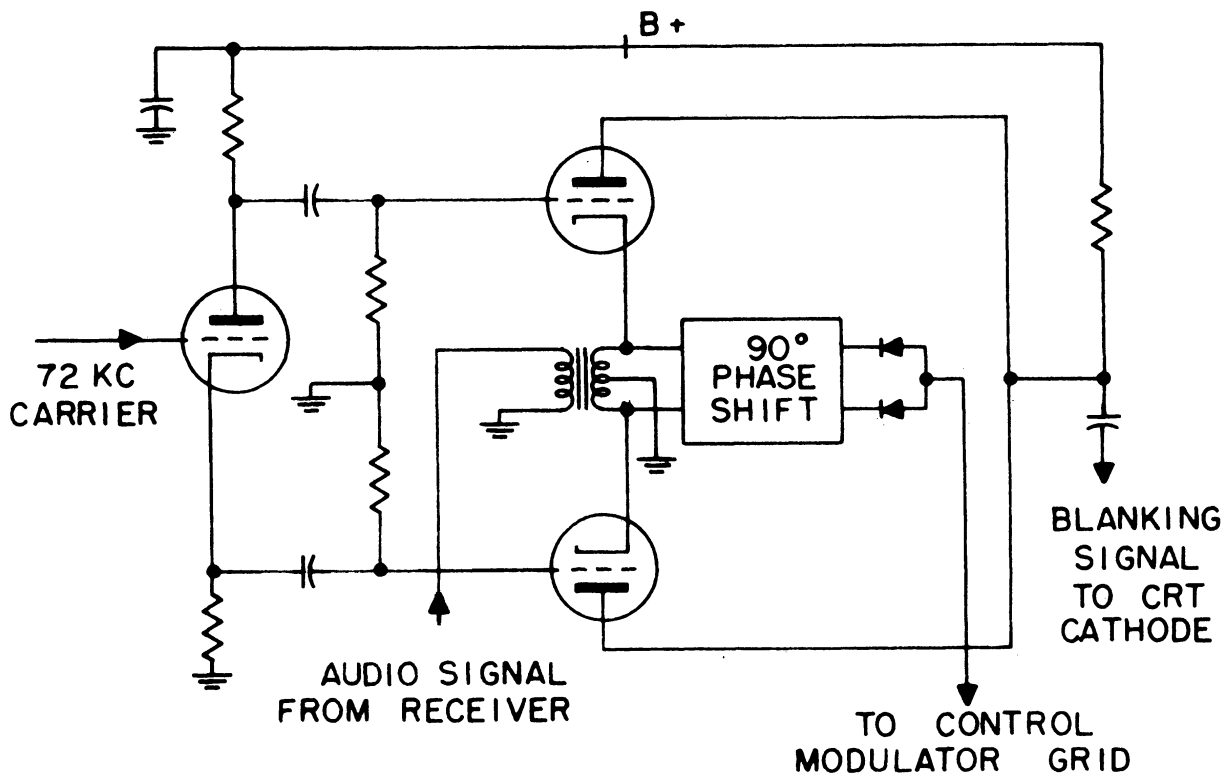 B+
72 KC
CARRIER
90°
PHASE
SHIFT
BLANKING
SIGNAL
TO CRT
CATHODE
AUDIO SIGNAL
FROM RECEIVER
TO CONTROL
MODULATOR GRID